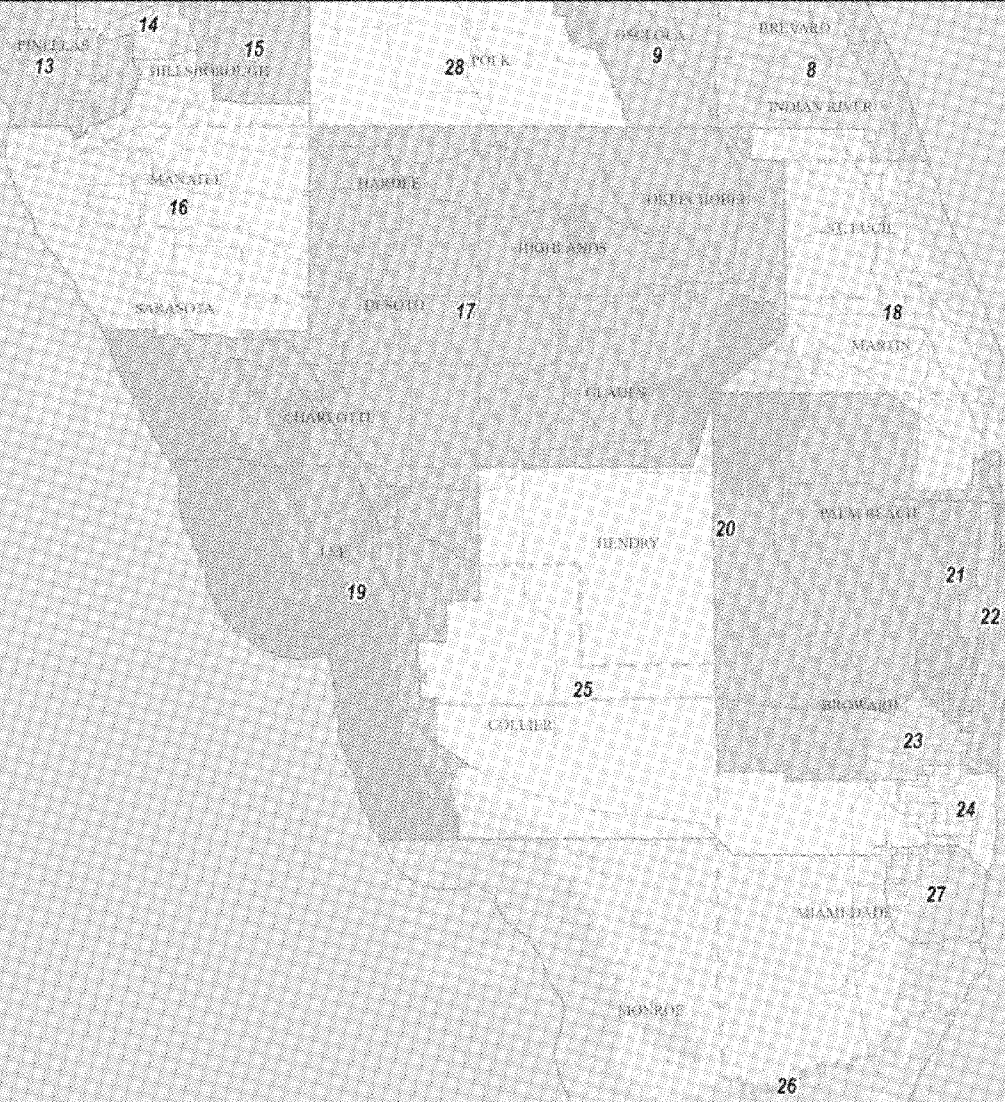 14
PINELLAS
13
15
HILLSBOROUGH
28 POLK
OSCEOLA
9
BREVARD
8
INDIAN RIVER
MANATEE
16
HARDEE
OKEECHOBEE
HIGHLANDS
ST. LUCIE
SARASOTA
DESOTO 17
18
MARTIN
GLADES
CHARLOTTE
PALM BEACH
20
HENDRY
LEE
19
21
22
25
COLLIER
BROWARD
23
24
27
MIAMI-DADE
MONROE
26